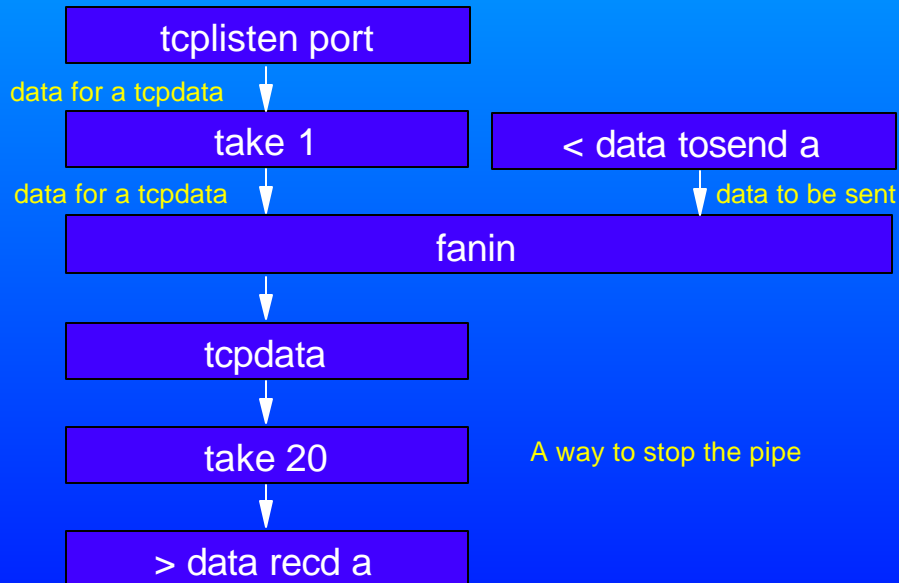 tcplisten port
data for a tcpdata
take 1
< data tosend a
data for a tcpdata
data to be sent
fanin
tcpdata
take 20
A way to stop the pipe
> data recd a